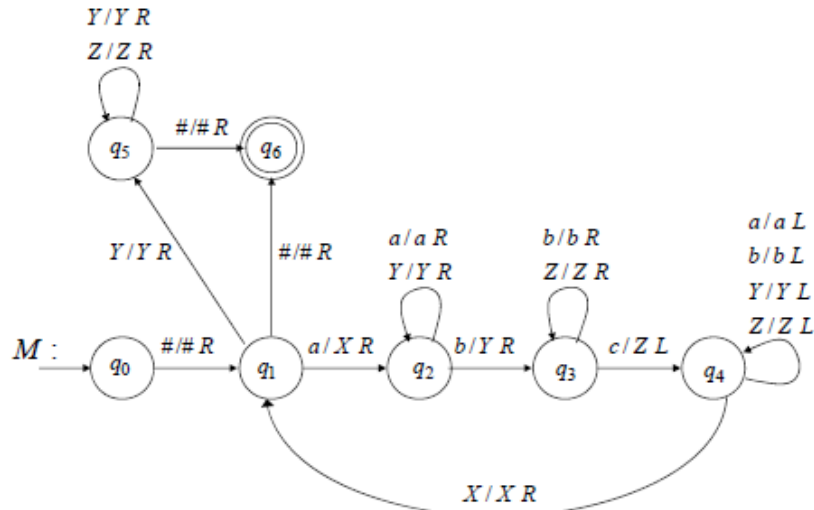 Y/Y R
Z/Z R
q5
#/# R
q6
Y/Y R
#/# R
a/a R
Y/Y R
b/b R
Z/Z R
a/a L
b/b L
Y/Y L
Z/Z L
M :
q0
#/# R
q1
a/X R
q2
b/Y R
q3
c/Z L
q4
X/X R